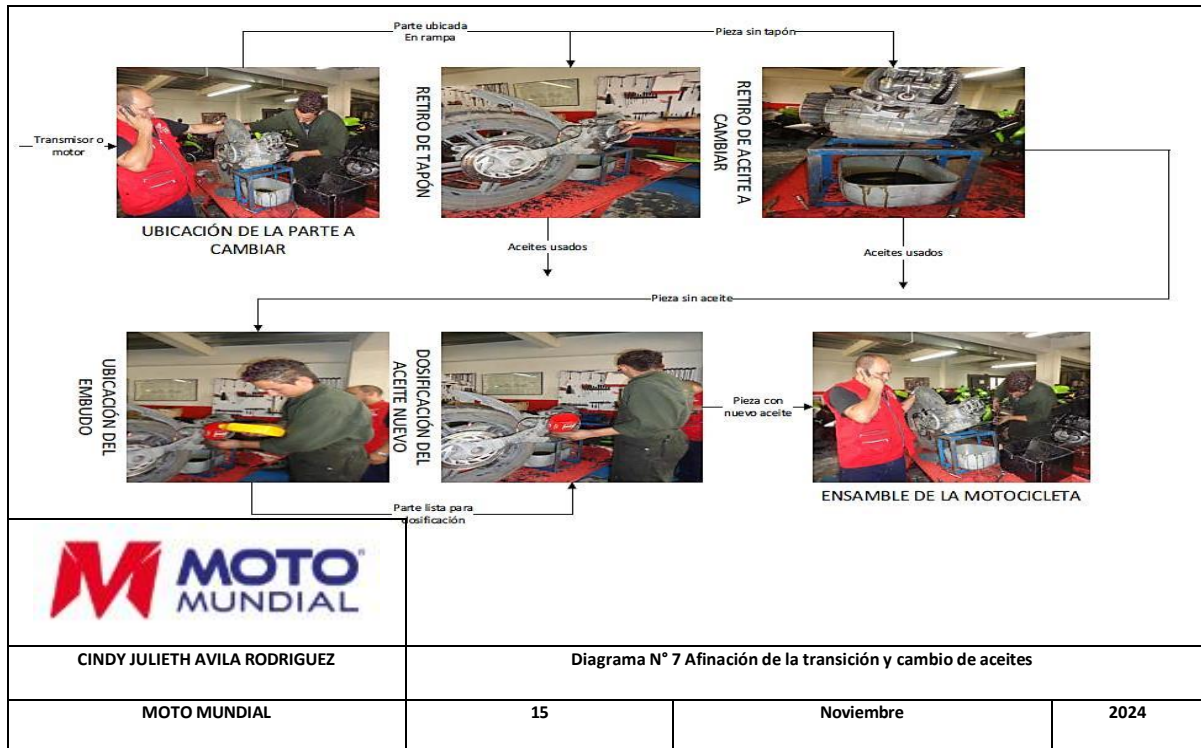 Parte ubicada
En rampa
Pieza sin tapón
Transmisor o
motor
RETIRO DE TAPÓN
RETIRO DE ACEITE A
CAMBIAR
UBICACIÓN DE LA PARTE A
CAMBIAR
Aceites usados
Aceites usados
Pieza sin aceite
UBICACIÓN DEL
EMBUDO
DOSIFICACIÓN DEL
ACEITE NUEVO
Pieza con
nuevo aceite
ENSAMBLE DE LA MOTOCICLETA
Parte lista para
dosificación
MOTO
MUNDIAL
CINDY JULIETH AVILA RODRIGUEZ
Diagrama N° 7 Afinación de la transición y cambio de aceites
MOTO MUNDIAL
15
Noviembre
2024